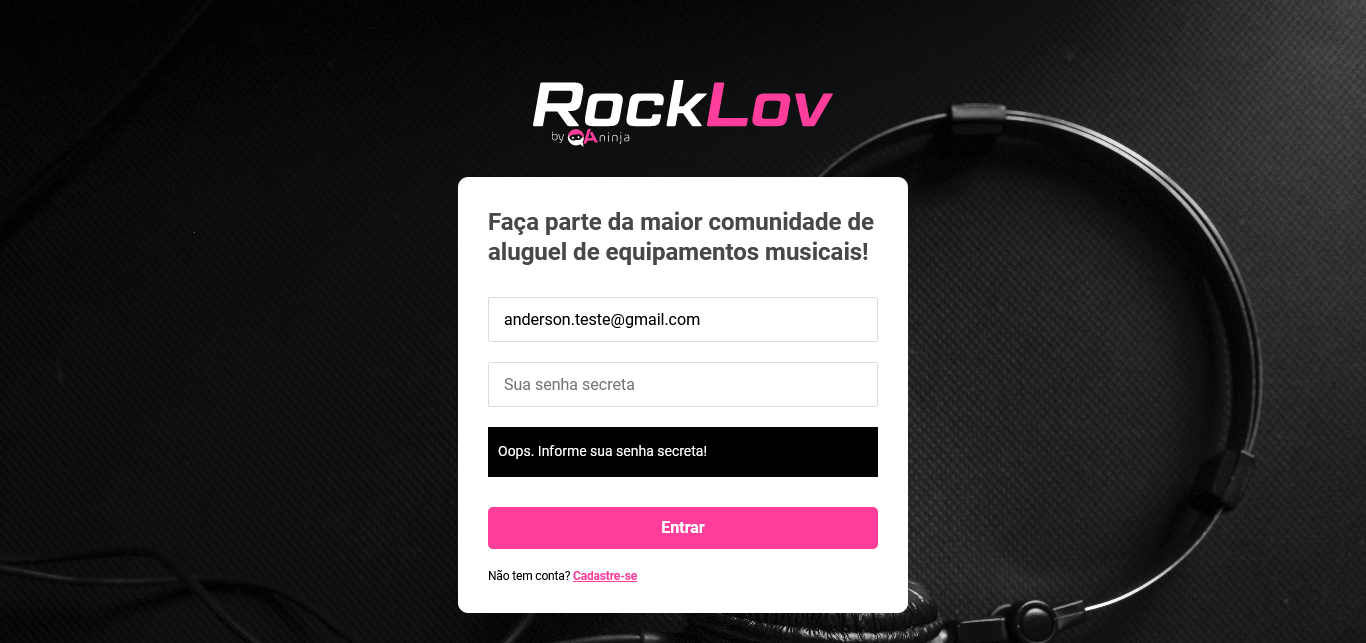 RockLov
by QAninja
Faça parte da maior comunidade de
aluguel de equipamentos musicais!
anderson.teste@gmail.com
Sua senha secreta
Oops. Informe sua senha secreta!
Entrar
Não tem conta? Cadastre-se